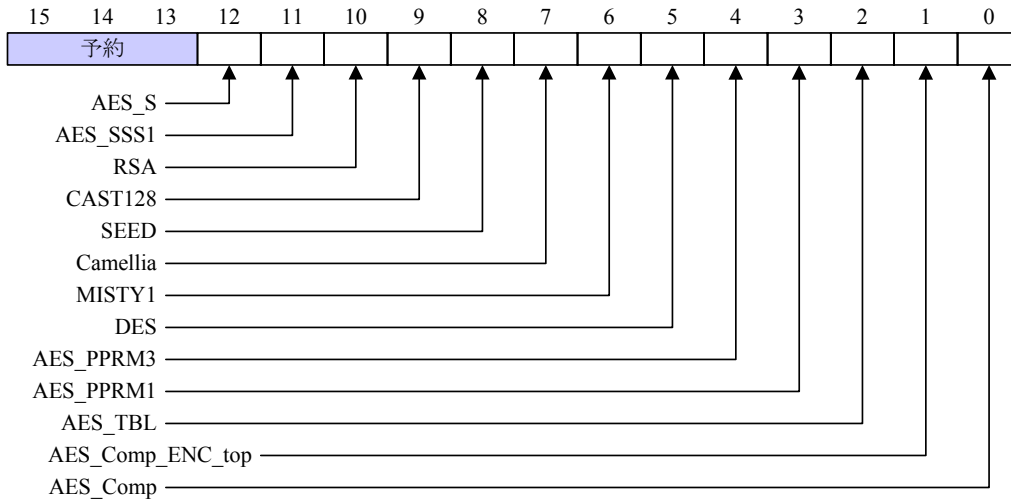 15 14 13 12 11 10 9 8 7 6 5 4 3 2 1 0
予約
AES_S
AES_SSS1
RSA
CAST128
SEED
Camellia
MISTY1
DES
AES_PPRM3
AES_PPRM1
AES_TBL
AES_Comp_ENC_top
AES_Comp